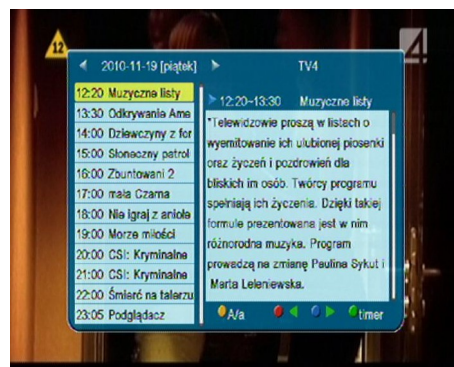 12
4
2010-11-19 [piątek]
TV4
12:20 Muzyczne listy
13:30 Odkrywanie Ame
14:00 Dziewczyny z for
15:00 Słoneczny patrol
16:00 Zbuntowani 2
17:00 mała Czarna
18:00 Nie igraj z aniołe
19:00 Morze miłości
20:00 CSI: Kryminalne
21:00 CSI: Kryminalne
22:00 Śmierć na talerzu
23:05 Podglądacz
12:20~13:30 Muzyczne listy
"Telewidzowie proszą w listach o
wyemitowanie ich ulubionej piosenki
oraz życzeń i pozdrowień dla
bliskich im osób. Twórcy programu
spełniają ich życzenia. Dzięki takiej
formule prezentowana jest w nim
różnorodna muzyka. Program
prowadzą na zmianę Paulina Sykut i
Marta Leleniewska.
A/a
timer